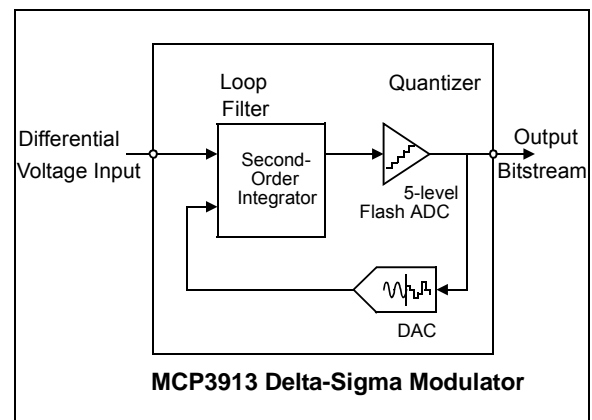 Loop
Filter
Quantizer
Differential
Voltage Input
Second-
Order
Integrator
Output
Bitstream
5-level
Flash ADC
DAC
MCP3913 Delta-Sigma Modulator